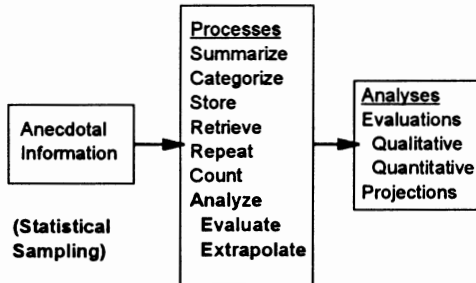 Anecdotal
Information
(Statistical
Sampling)
Processes
Summarize
Categorize
Store
Retrieve
Repeat
Count
Analyze
Evaluate
Extrapolate
Analyses
Evaluations
Qualitative
Quantitative
Projections